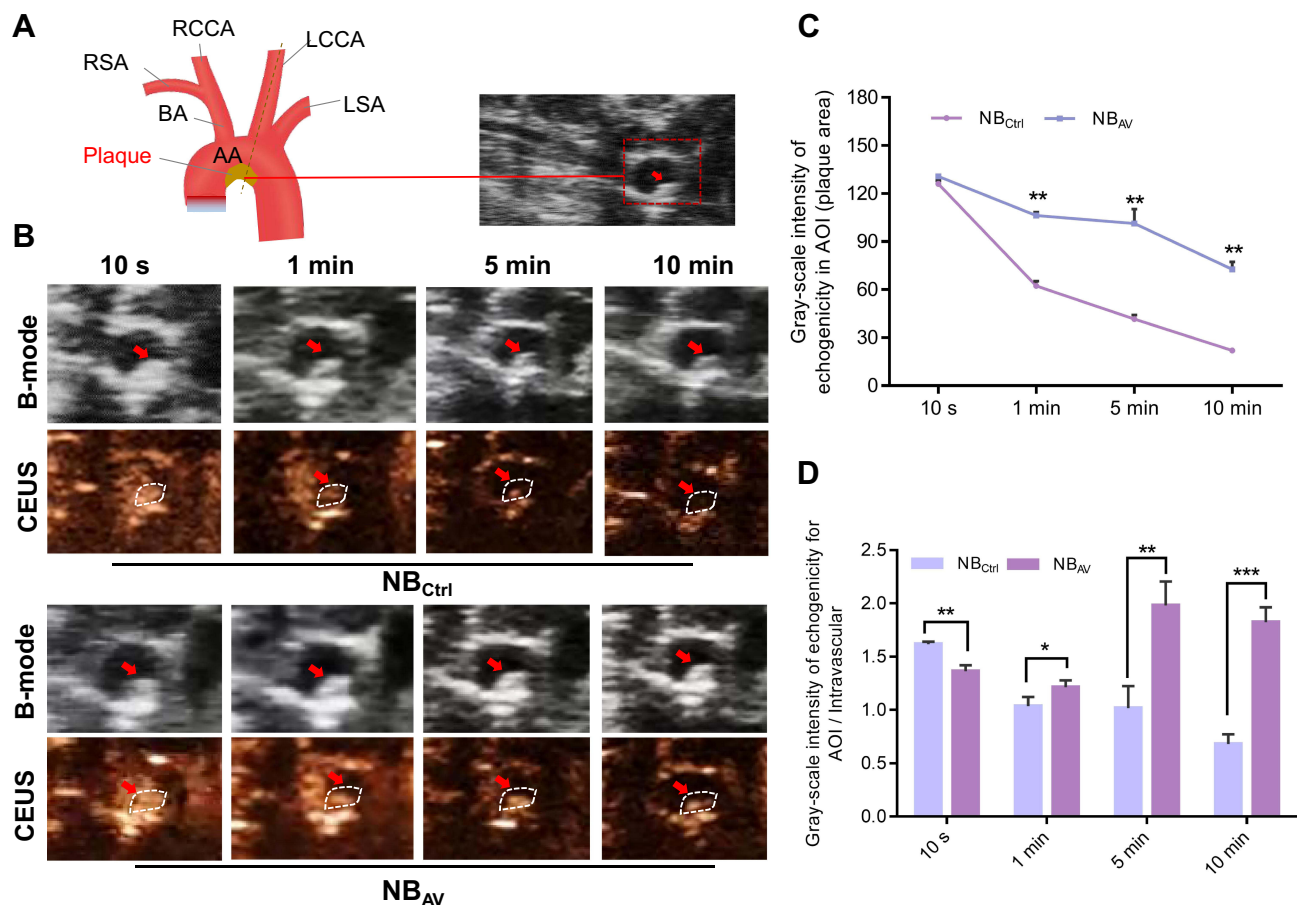 A
RCCA
LCCA
RSA
LSA
BA
Plaque
AA
B
10 s 1 min 5 min 10 min
B-mode
CEUS
NBCtrl
B-mode
CEUS
NBAV
C
Gray-scale intensity of
echogenicity in AOI (plaque area)
180
150
120
90
60
30
0
NBCtrl NBAV
**
**
**
10 s 1 min 5 min 10 min
D
Gray-scale intensity of echogenicity for
AOI / Intravascular
2.5
2.0
1.5
1.0
0.5
0.0
NBCtrl NBAV
**
*
**
***
10 s 1 min 5 min 10 min